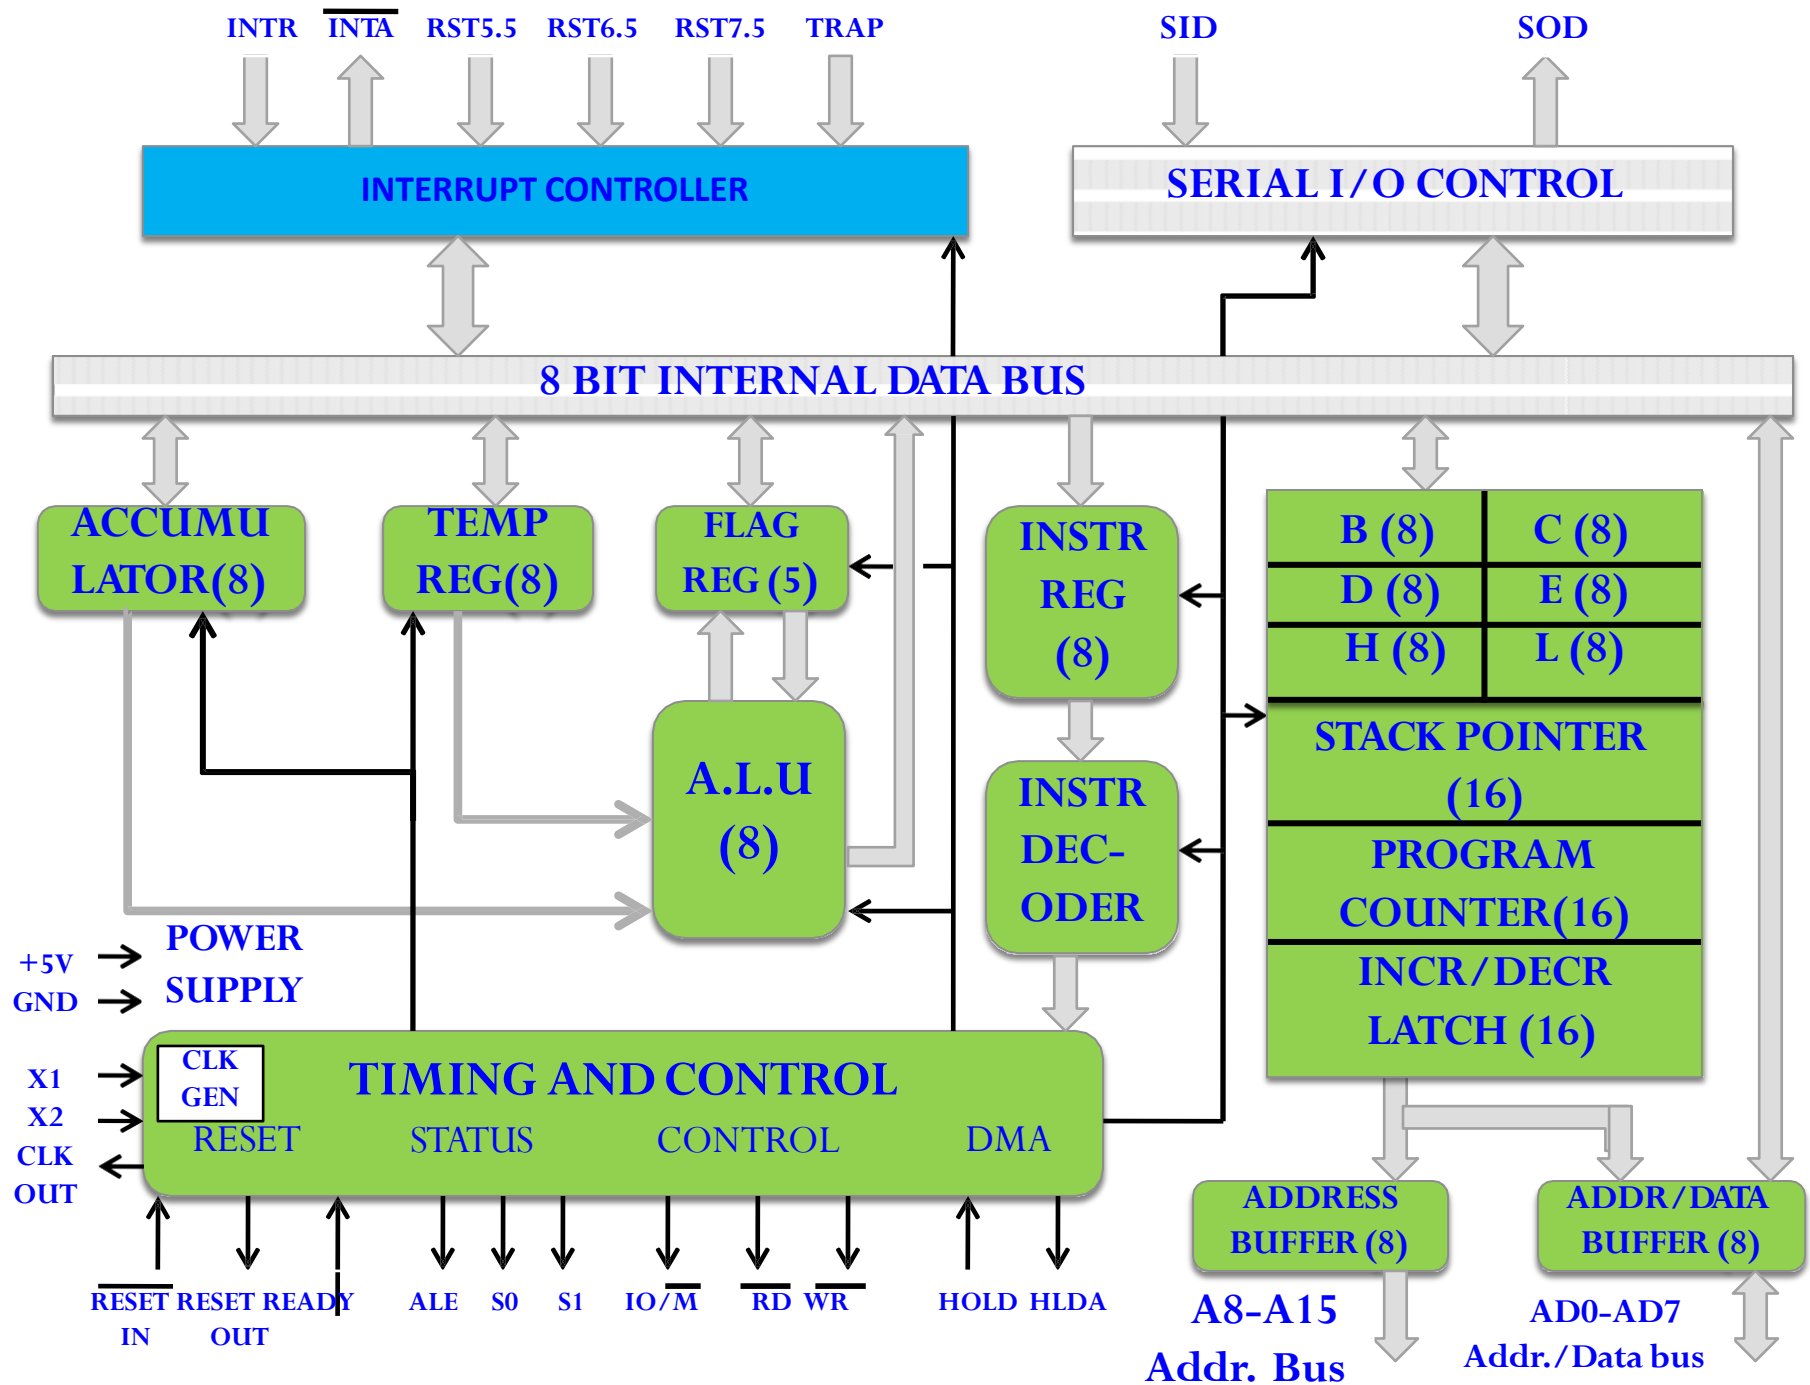 INTR INTA RST5.5 RST6.5 RST7.5 TRAP SID SOD
INTERRUPT CONTROLLER
SERIAL I/O CONTROL
8 BIT INTERNAL DATA BUS
ACCUMU
LATOR(8)
TEMP
REG(8)
FLAG
REG (5)
INSTR
REG
(8)
B (8)
C (8)
D (8)
E (8)
H (8)
L (8)
STACK POINTER
(16)
A.L.U
(8)
INSTR
DEC-
ODER
PROGRAM
COUNTER(16)
INCR/DECR
LATCH (16)
+5V
GND
POWER
SUPPLY
X1
X2
CLK
OUT
CLK
GEN
TIMING AND CONTROL
RESET STATUS CONTROL DMA
RESET
IN
RESET
OUT
READY
ALE S0 S1 IO/M RD WR HOLD HLDA
ADDRESS
BUFFER (8)
ADDR/DATA
BUFFER (8)
A8-A15
Addr. Bus
AD0-AD7
Addr./Data bus